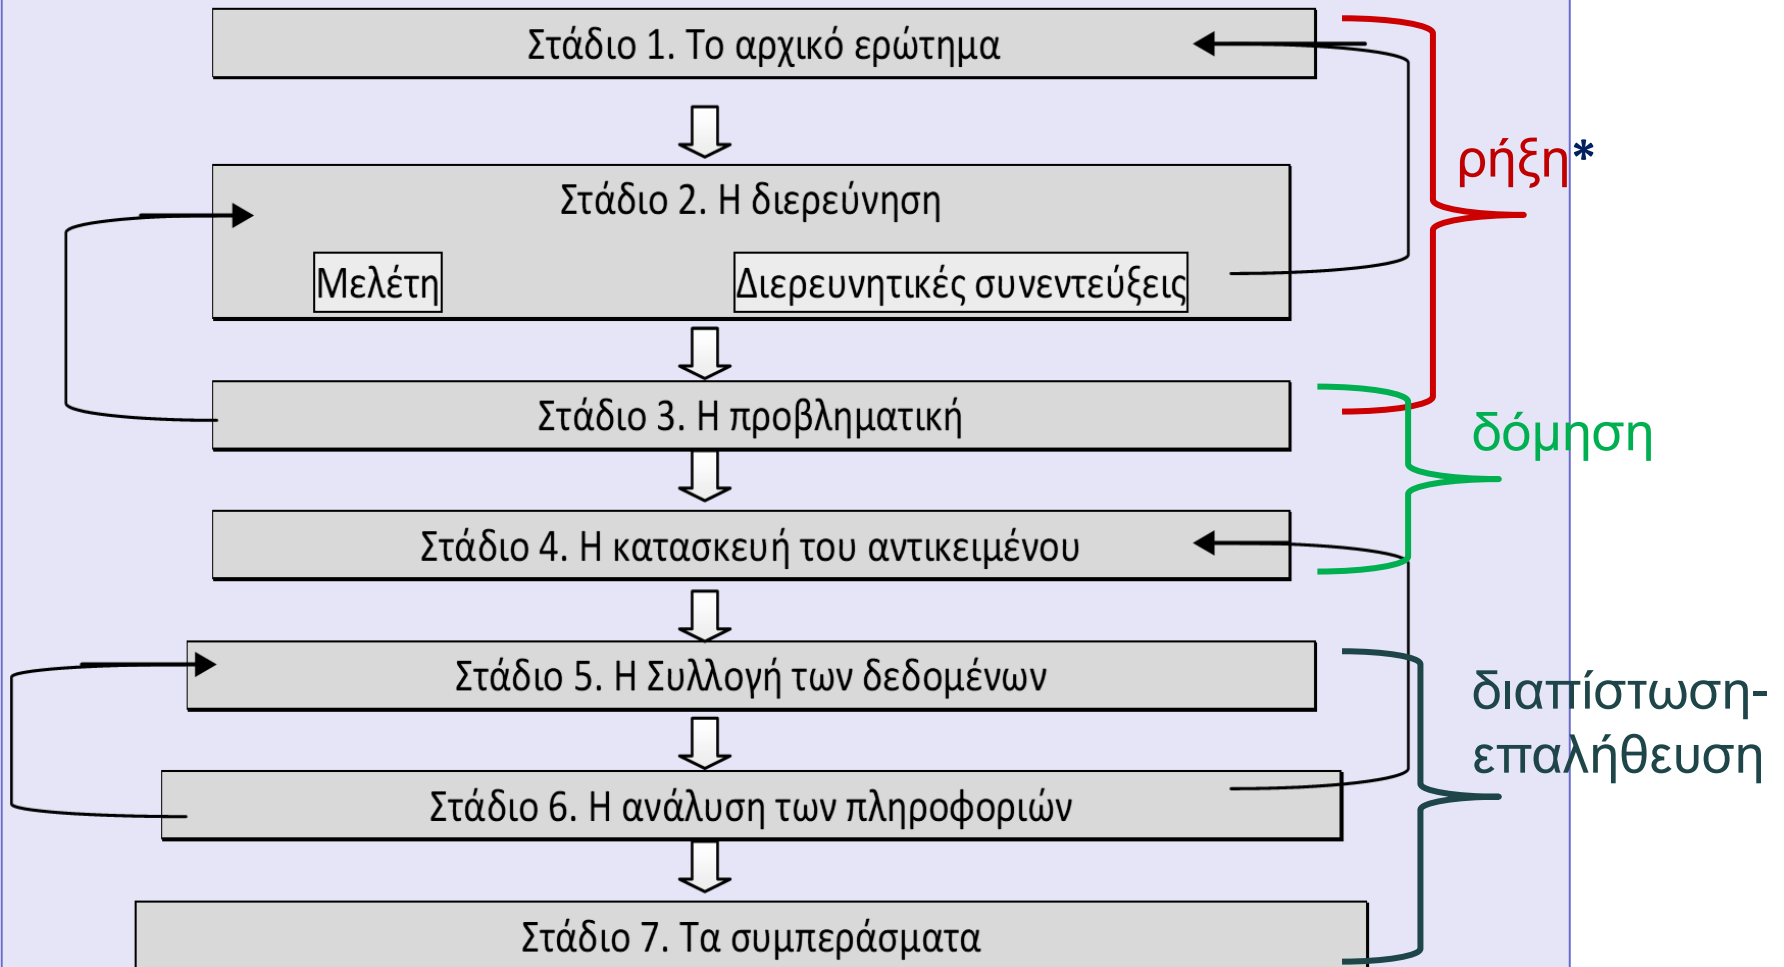 Στάδιο 1. Το αρχικό ερώτημα
ρήξη*
Στάδιο 2. Η διερεύνηση
Μελέτη
Διερευνητικές συνεντεύξεις
Στάδιο 3. Η προβληματική
δόμηση
Στάδιο 4. Η κατασκευή του αντικειμένου
Στάδιο 5. Η Συλλογή των δεδομένων
διαπίστωση-
επαλήθευση
Στάδιο 6. Η ανάλυση των πληροφοριών
Στάδιο 7. Τα συμπεράσματα